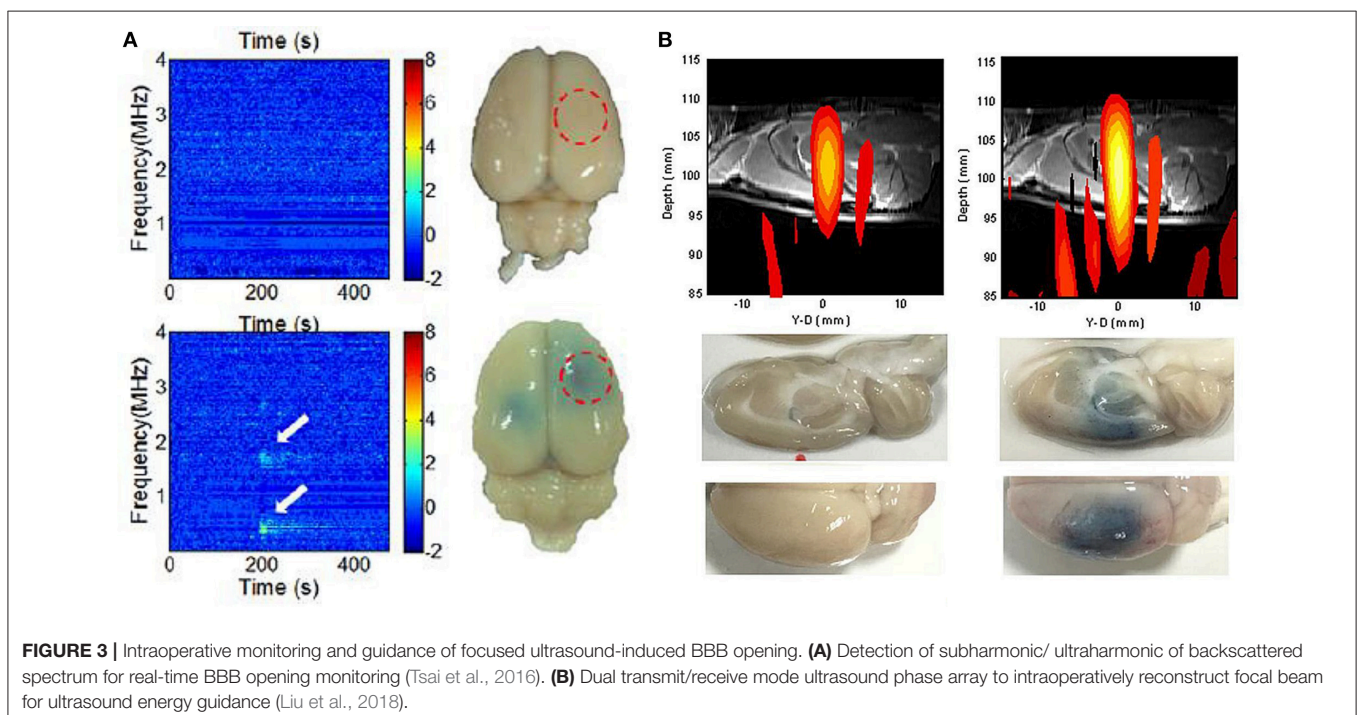 A
B
Time (s)
Frequency(MHz)
4
3
2
1
0 200 400
8
6
4
2
0
-2
Time (s)
Frequency(MHz)
4
3
2
1
0 200 400
Time (s)
8
6
4
2
0
-2
Depth (mm)
115
110
105
100
95
90
85
-10 0 10
Y-D (mm)
Depth (mm)
115
110
105
100
95
90
85
-10 0 10
Y-D (mm)
FIGURE 3 | Intraoperative monitoring and guidance of focused ultrasound-induced BBB opening. (A) Detection of subharmonic/ ultraharmonic of backscattered
spectrum for real-time BBB opening monitoring (Tsai et al., 2016). (B) Dual transmit/receive mode ultrasound phase array to intraoperatively reconstruct focal beam
for ultrasound energy guidance (Liu et al., 2018).